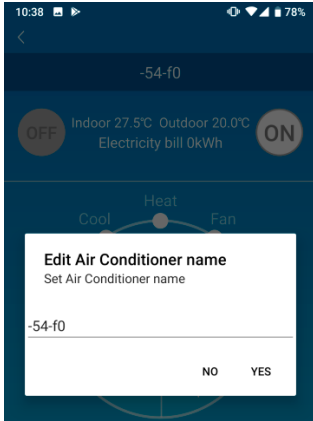 10:38 78%
-54-f0
OFF Indoor 27.5℃ Outdoor 20.0℃ ON
Electricity bill 0kWh
Heat
Cool Fan
Edit Air Conditioner name
Set Air Conditioner name
-54-f0
NO YES